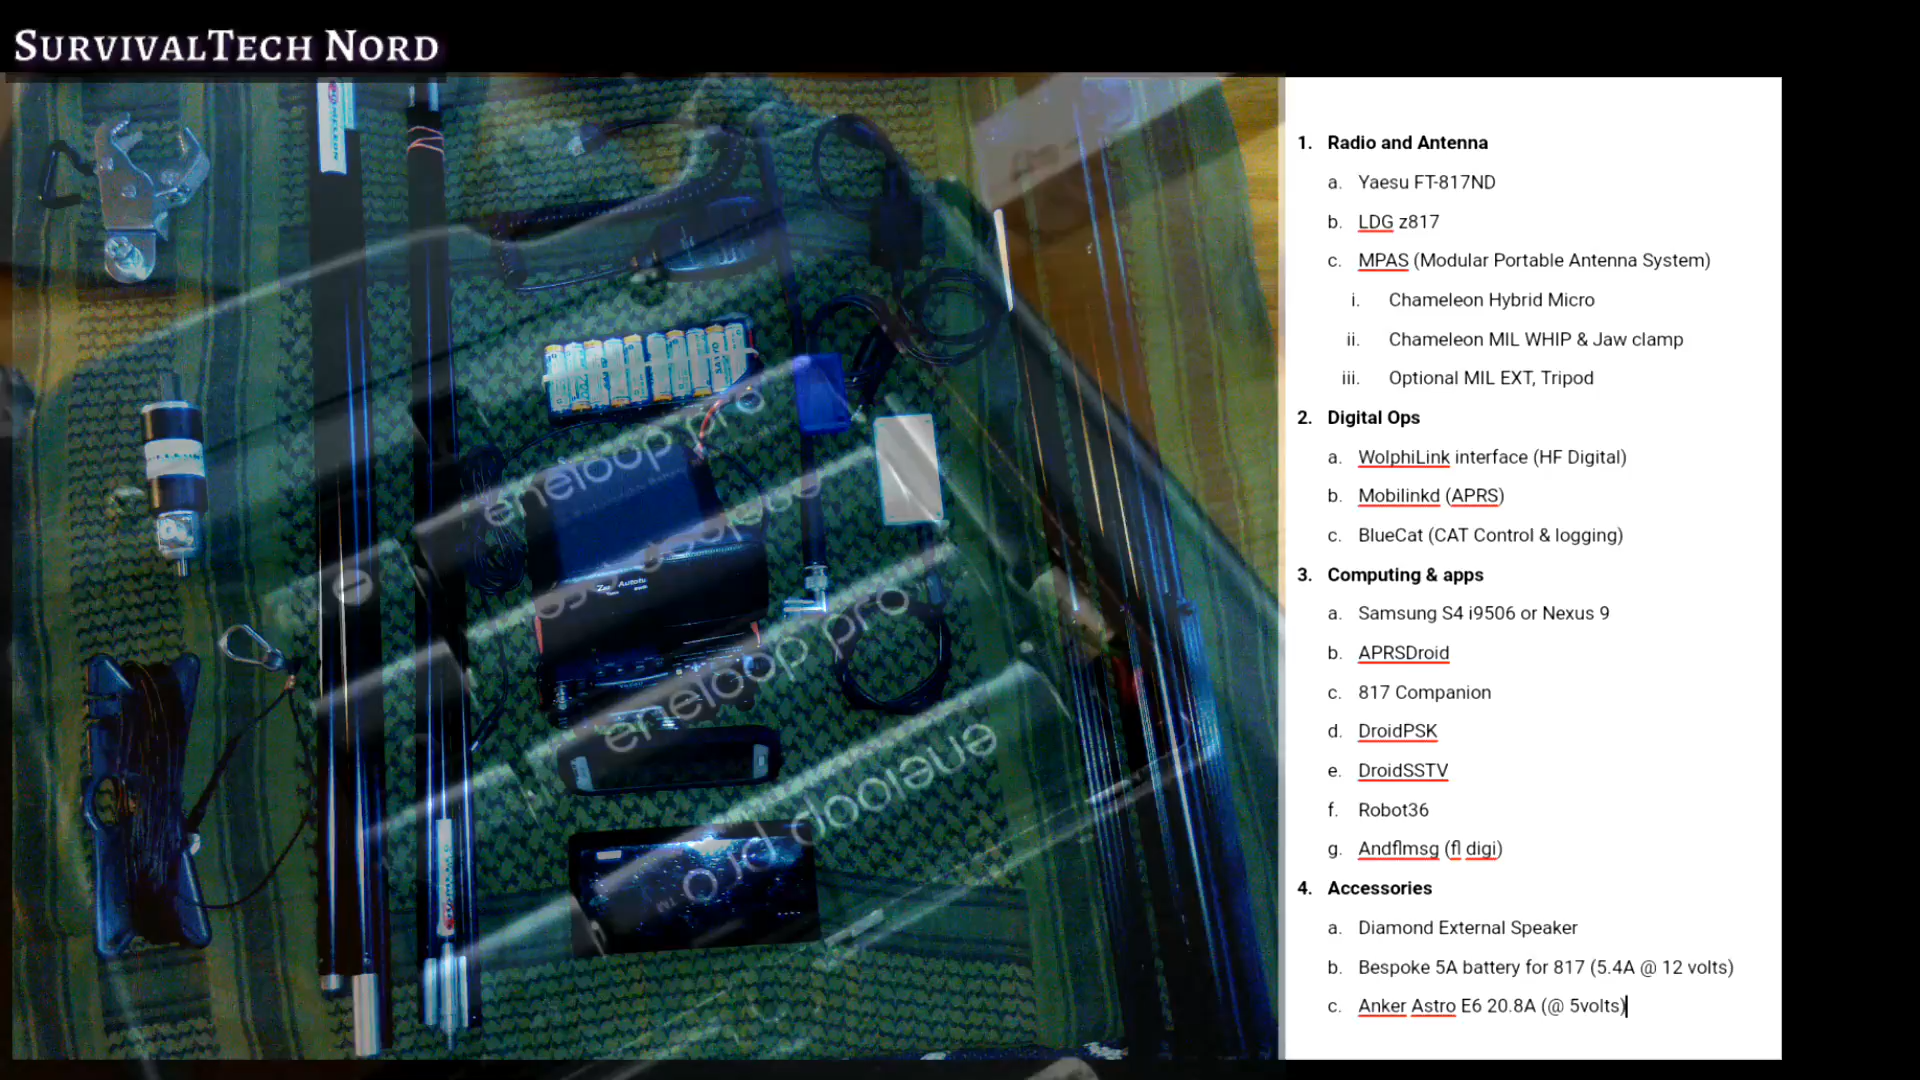 SURVIVALTECH NORD
eneloop pro
eneloop pro
eneloop pro
eneloop pro
Autotu
1. Radio and Antenna
a. Yaesu FT-817ND
b. LDG z817
c. MPAS (Modular Portable Antenna System)
i. Chameleon Hybrid Micro
ii. Chameleon MIL WHIP & Jaw clamp
iii. Optional MIL EXT, Tripod
2. Digital Ops
a. WolphiLink interface (HF Digital)
b. Mobilinkd (APRS)
c. BlueCat (CAT Control & logging)
3. Computing & apps
a. Samsung S4 i9506 or Nexus 9
b. APRSDroid
c. 817 Companion
d. DroidPSK
e. DroidSSTV
f. Robot36
g. Andflmsg (fl digi)
4. Accessories
a. Diamond External Speaker
b. Bespoke 5A battery for 817 (5.4A @ 12 volts)
c. Anker Astro E6 20.8A (@ 5volts)